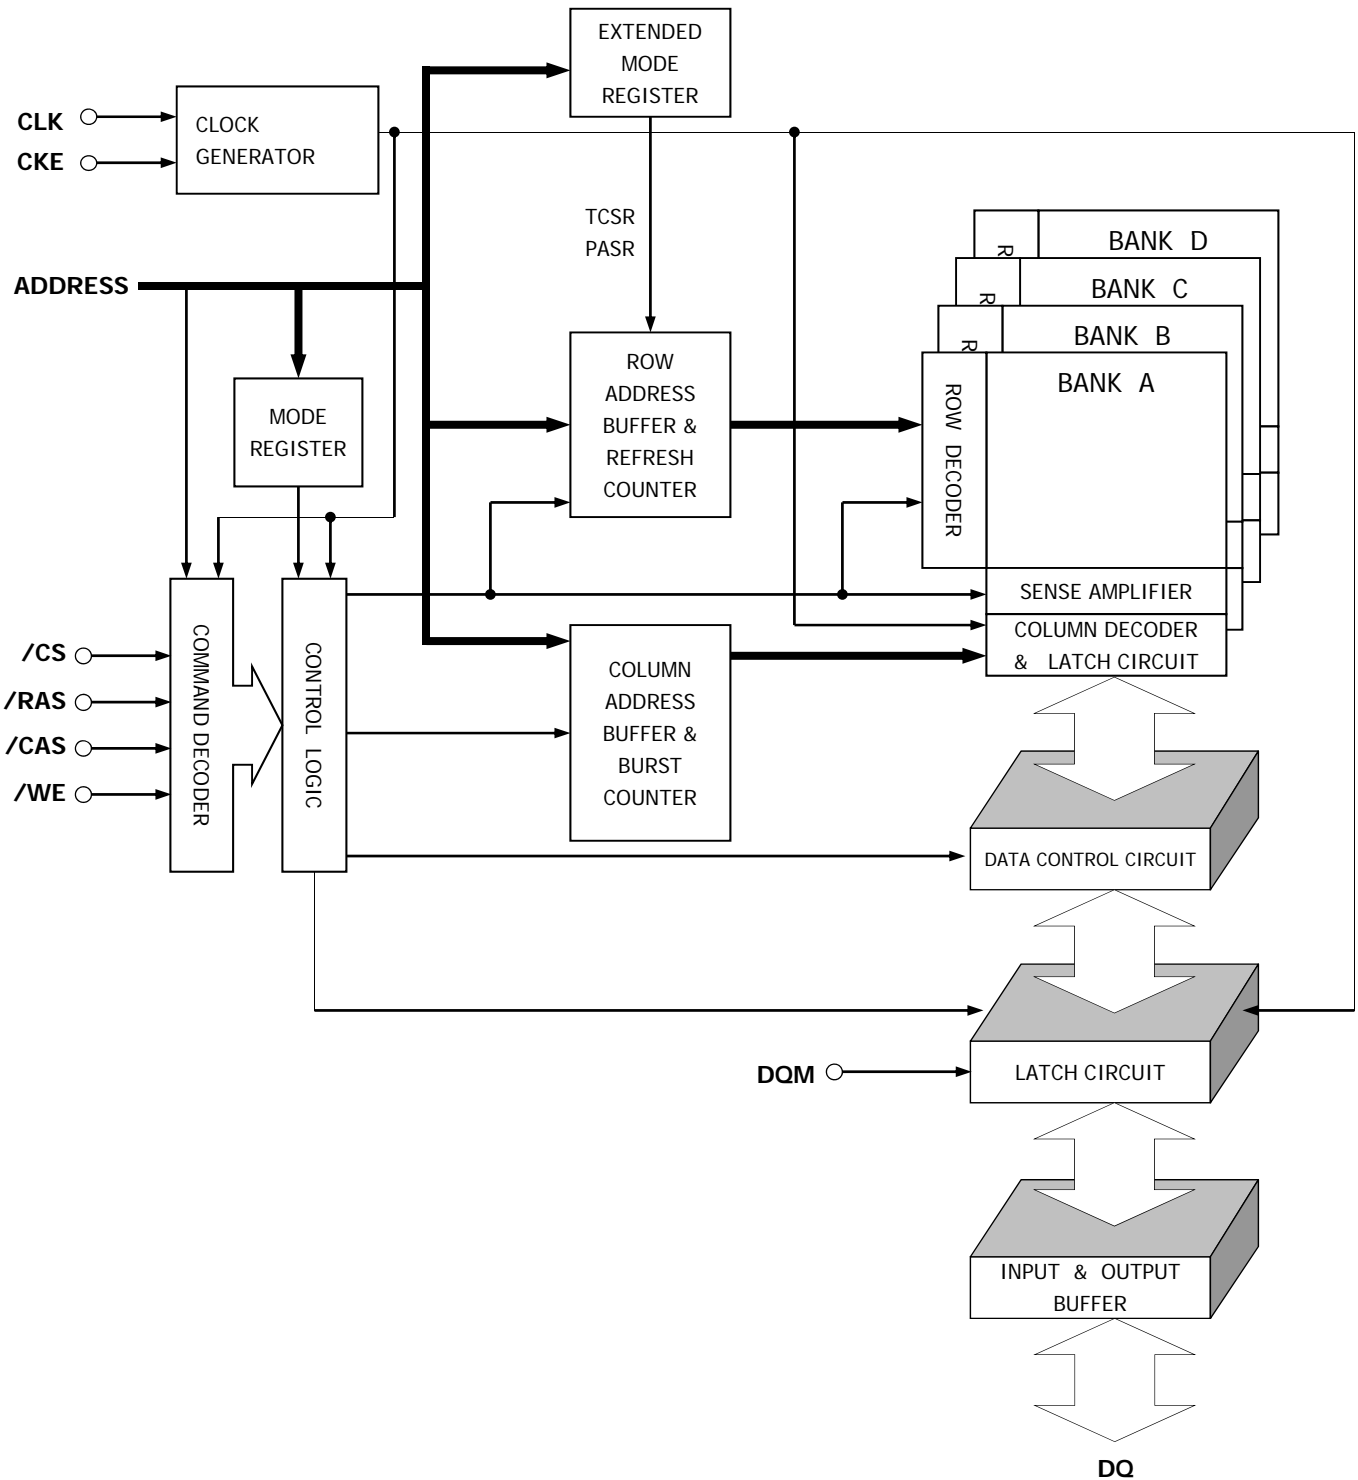 EXTENDED
MODE
REGISTER
CLK
CKE
CLOCK
GENERATOR
TCSR
PASR
ADDRESS
MODE
REGISTER
ROW
ADDRESS
BUFFER &
REFRESH
COUNTER
R
BANK D
R
BANK C
R
BANK B
BANK A
ROW DECODER
SENSE AMPLIFIER
COLUMN DECODER
& LATCH CIRCUIT
/CS
/RAS
/CAS
/WE
COMMAND DECODER
CONTROL LOGIC
COLUMN
ADDRESS
BUFFER &
BURST
COUNTER
DATA CONTROL CIRCUIT
DQM
LATCH CIRCUIT
INPUT & OUTPUT
BUFFER
DQ